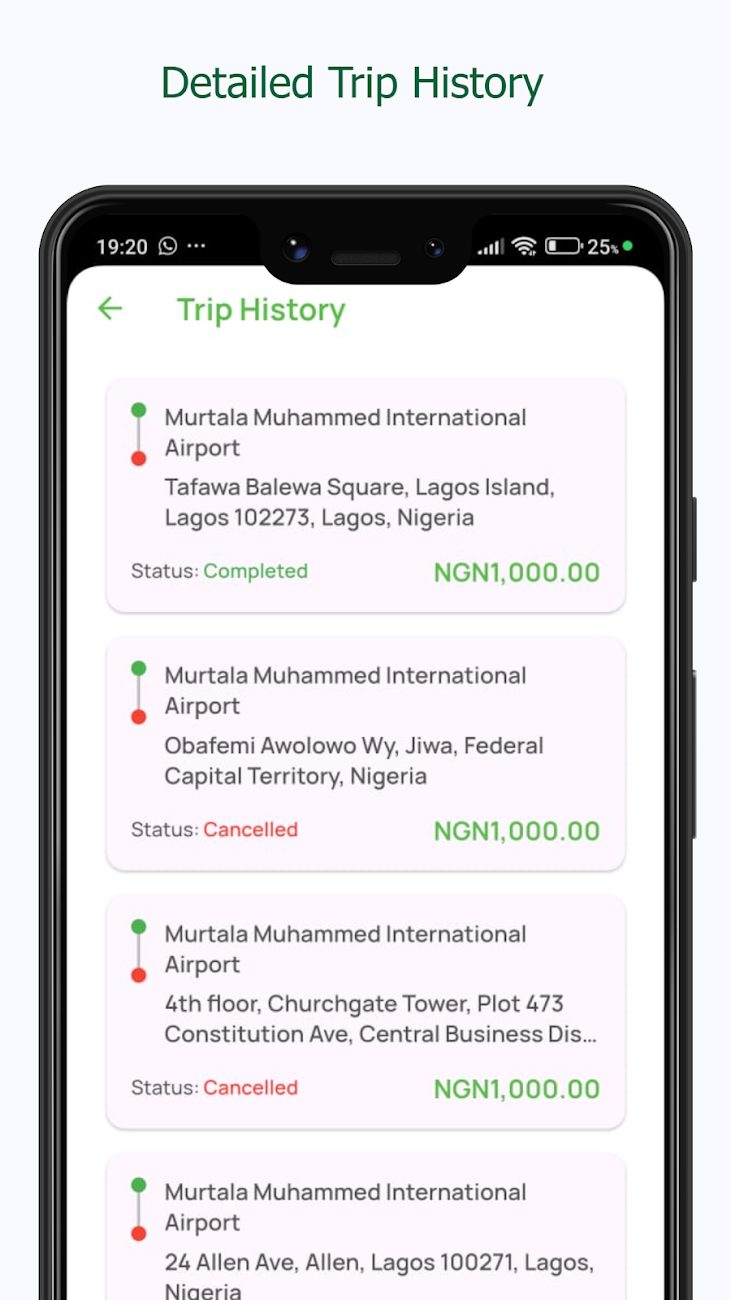 Detailed Trip History
19:20 ··· 25%
Trip History
Murtala Muhammed International
Airport
Tafawa Balewa Square, Lagos Island,
Lagos 102273, Lagos, Nigeria
Status: Completed NGN1,000.00
Murtala Muhammed International
Airport
Obafemi Awolowo Wy, Jiwa, Federal
Capital Territory, Nigeria
Status: Cancelled NGN1,000.00
Murtala Muhammed International
Airport
4th floor, Churchgate Tower, Plot 473
Constitution Ave, Central Business Dis...
Status: Cancelled NGN1,000.00
Murtala Muhammed International
Airport
24 Allen Ave, Allen, Lagos 100271, Lagos,
Nigeria